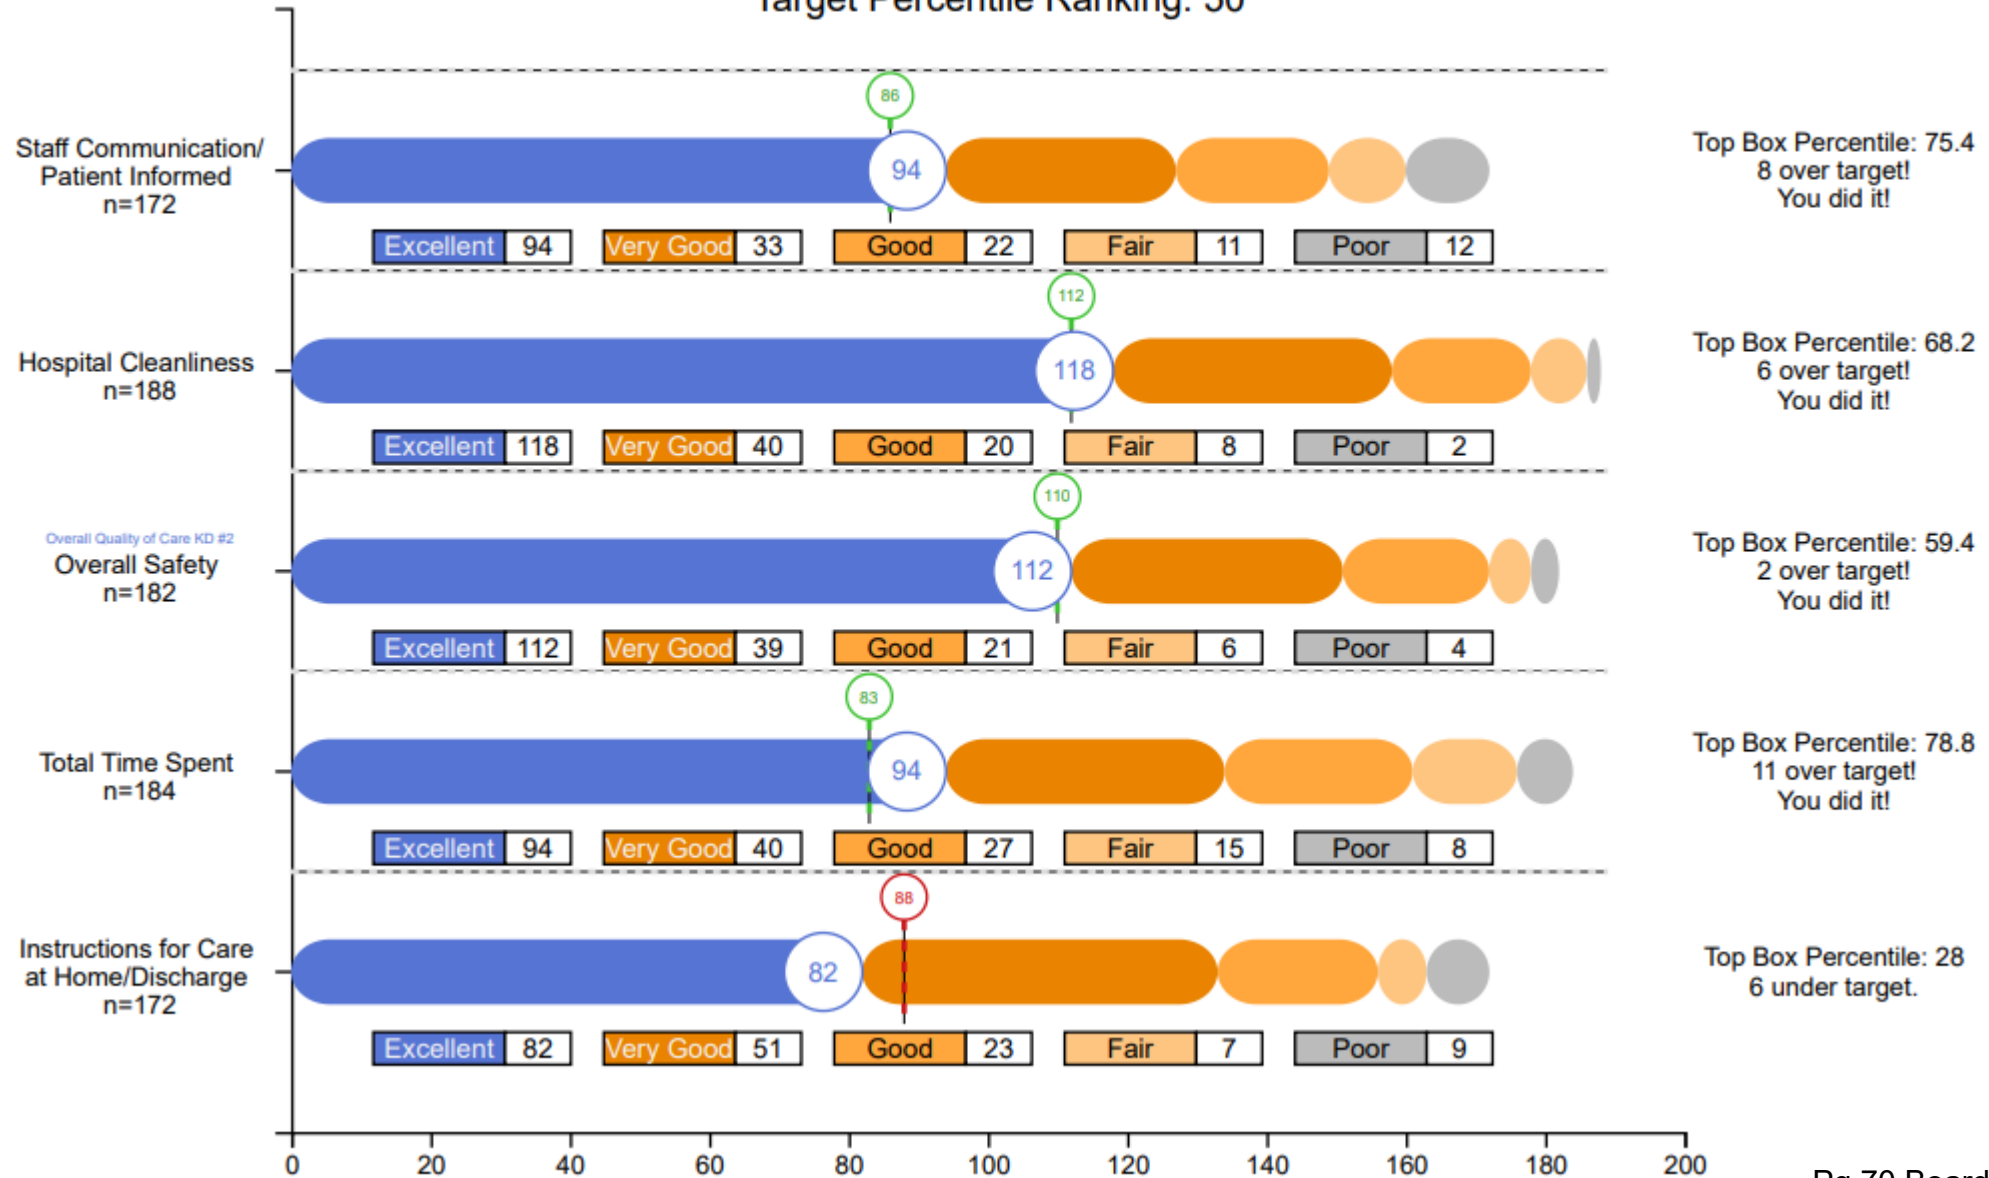 Target Percentile Ranking: 50
86
Staff Communication/
Patient Informed
n=172
94
Top Box Percentile: 75.4
8 over target!
You did it!
Excellent 94 Very Good 33 Good 22 Fair 11 Poor 12
112
Hospital Cleanliness
n=188
118
Top Box Percentile: 68.2
6 over target!
You did it!
Excellent 118 Very Good 40 Good 20 Fair 8 Poor 2
110
Overall Quality of Care KD #2
Overall Safety
n=182
112
Top Box Percentile: 59.4
2 over target!
You did it!
Excellent 112 Very Good 39 Good 21 Fair 6 Poor 4
83
Total Time Spent
n=184
94
Top Box Percentile: 78.8
11 over target!
You did it!
Excellent 94 Very Good 40 Good 27 Fair 15 Poor 8
88
Instructions for Care
at Home/Discharge
n=172
82
Top Box Percentile: 28
6 under target.
Excellent 82 Very Good 51 Good 23 Fair 7 Poor 9
0 20 40 60 80 100 120 140 160 180 200
Pg 70 Board